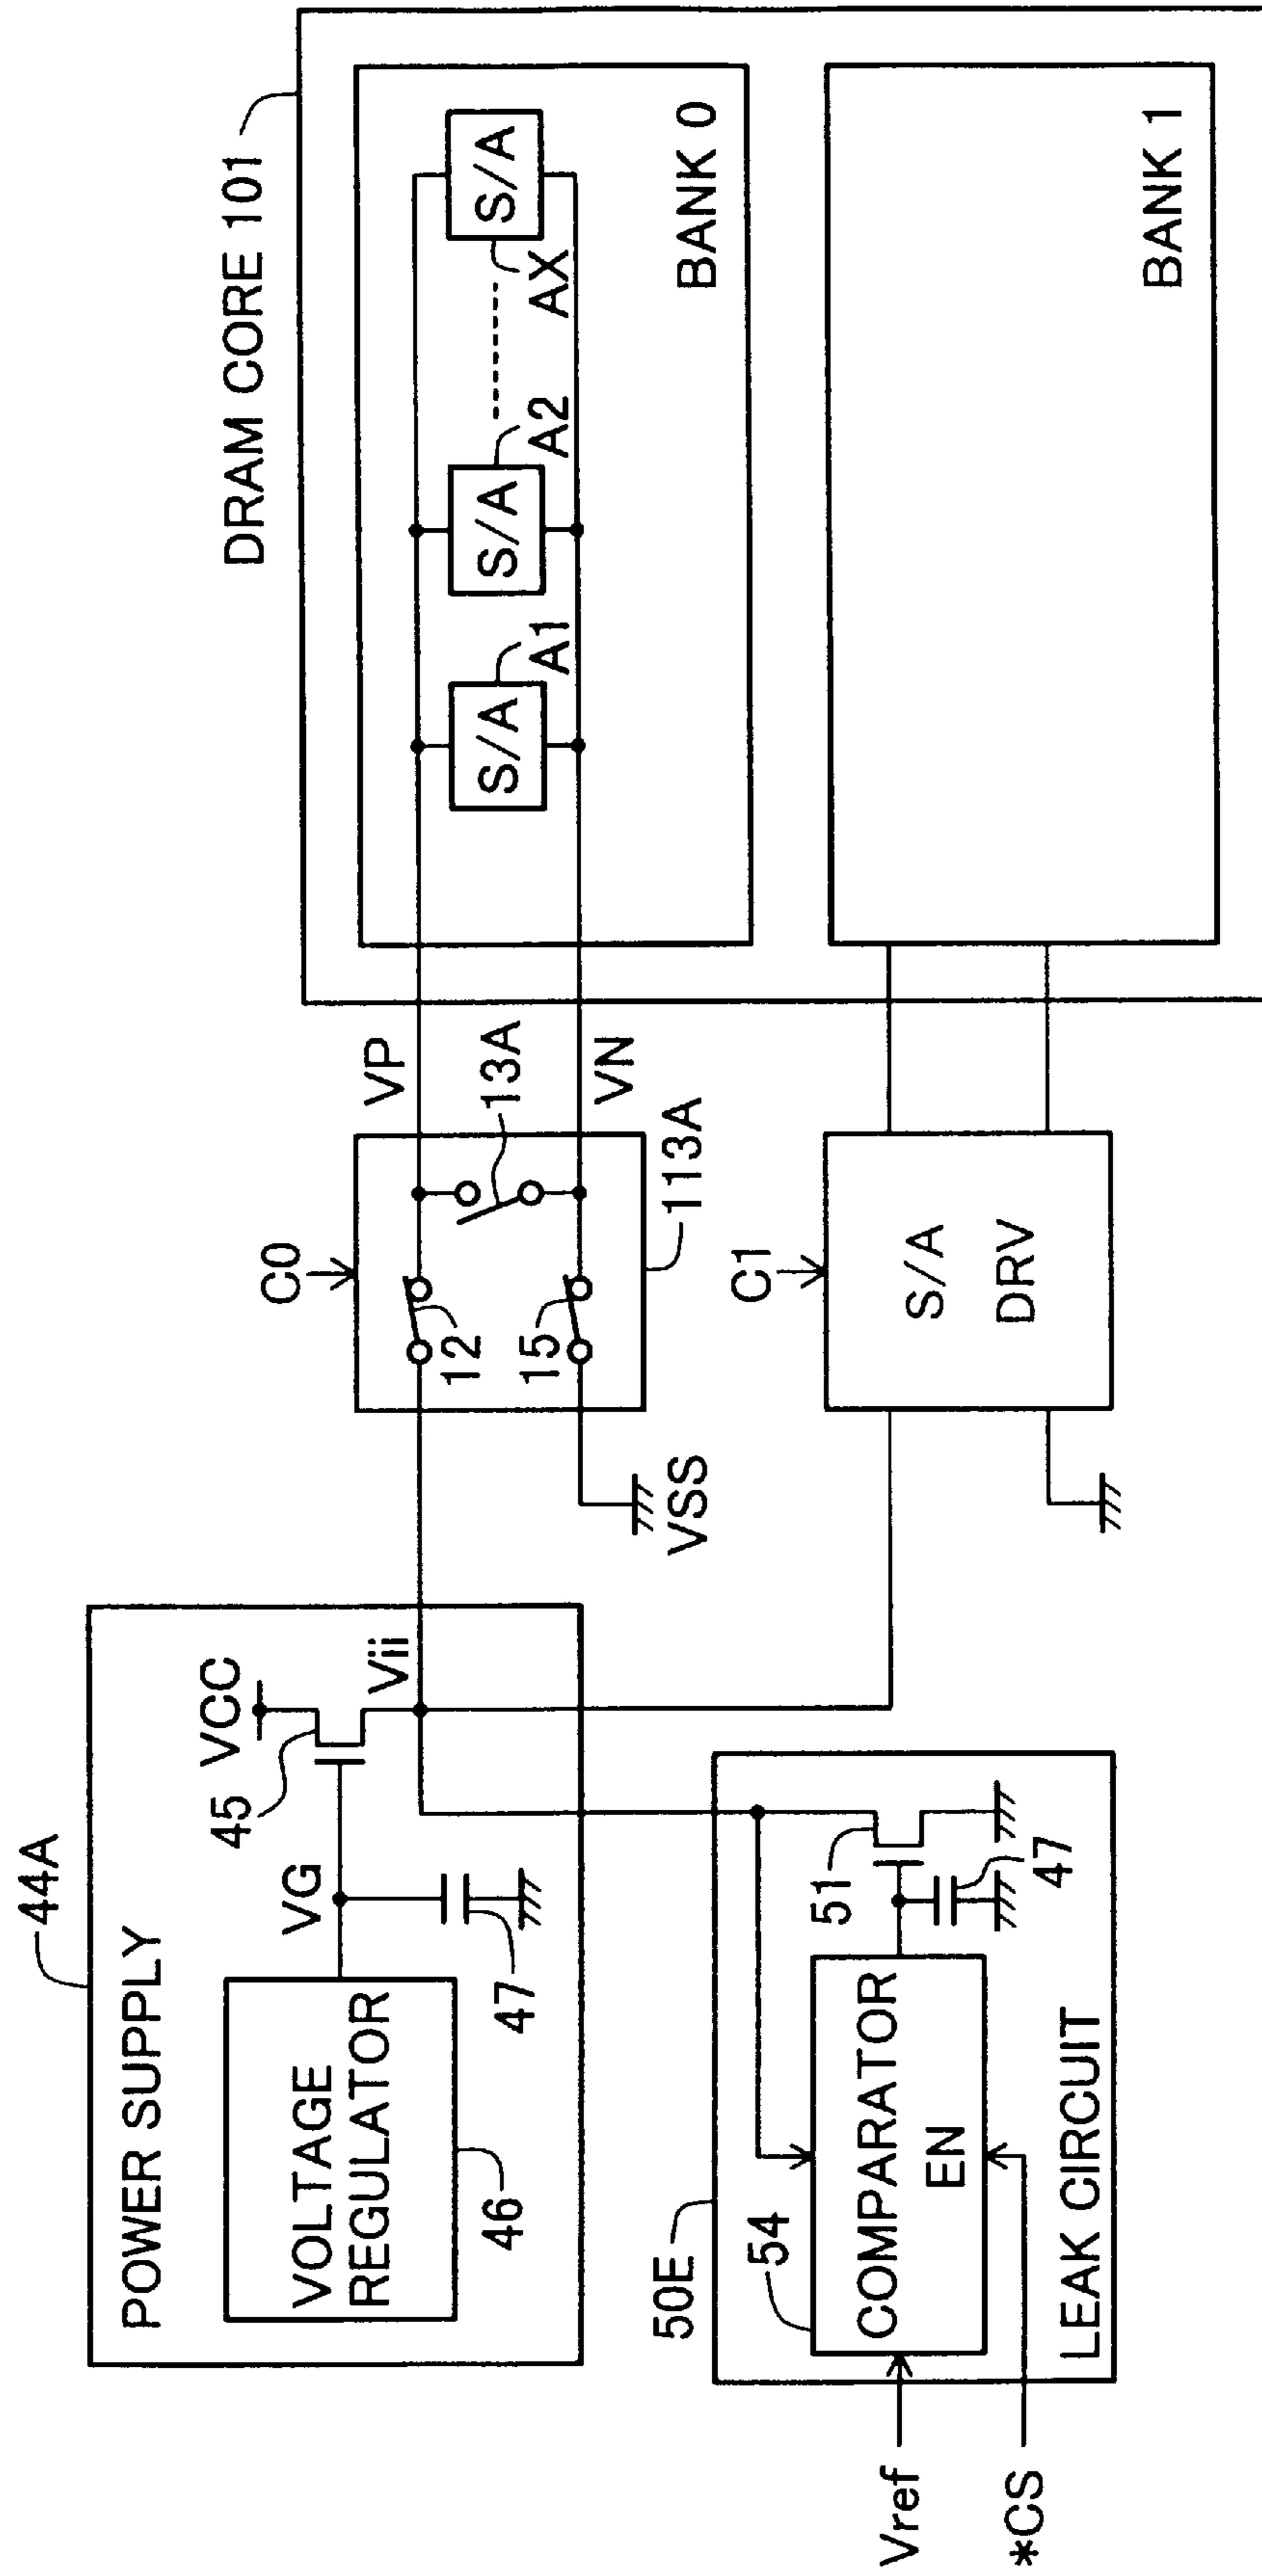 DRAM CORE 101
S/A
S/A
S/A
A1
A2
AX
BANK 0
BANK 1
44A
POWER SUPPLY
VOLTAGE
REGULATOR
46
VG
47
45
VCC
Vii
C0
12
15
13A
113A
VP
VN
VSS
C1
S/A
DRV
50E
54
COMPARATOR
EN
51
47
LEAK CIRCUIT
Vref
*CS